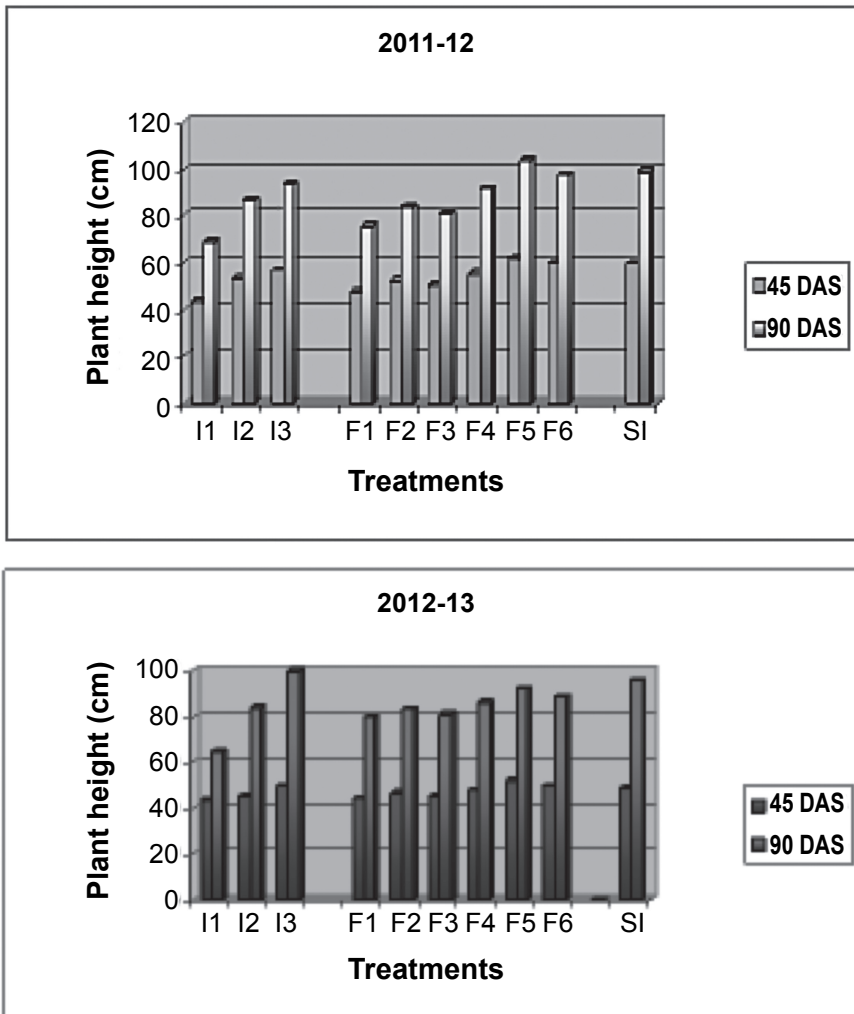 2011-12
Plant height (cm)
120
100
80
60
40
20
0
I1 I2 I3 F1 F2 F3 F4 F5 F6 SI
Treatments
45 DAS
90 DAS
2012-13
Plant height (cm)
100
80
60
40
20
0
I1 I2 I3 F1 F2 F3 F4 F5 F6 SI
Treatments
45 DAS
90 DAS